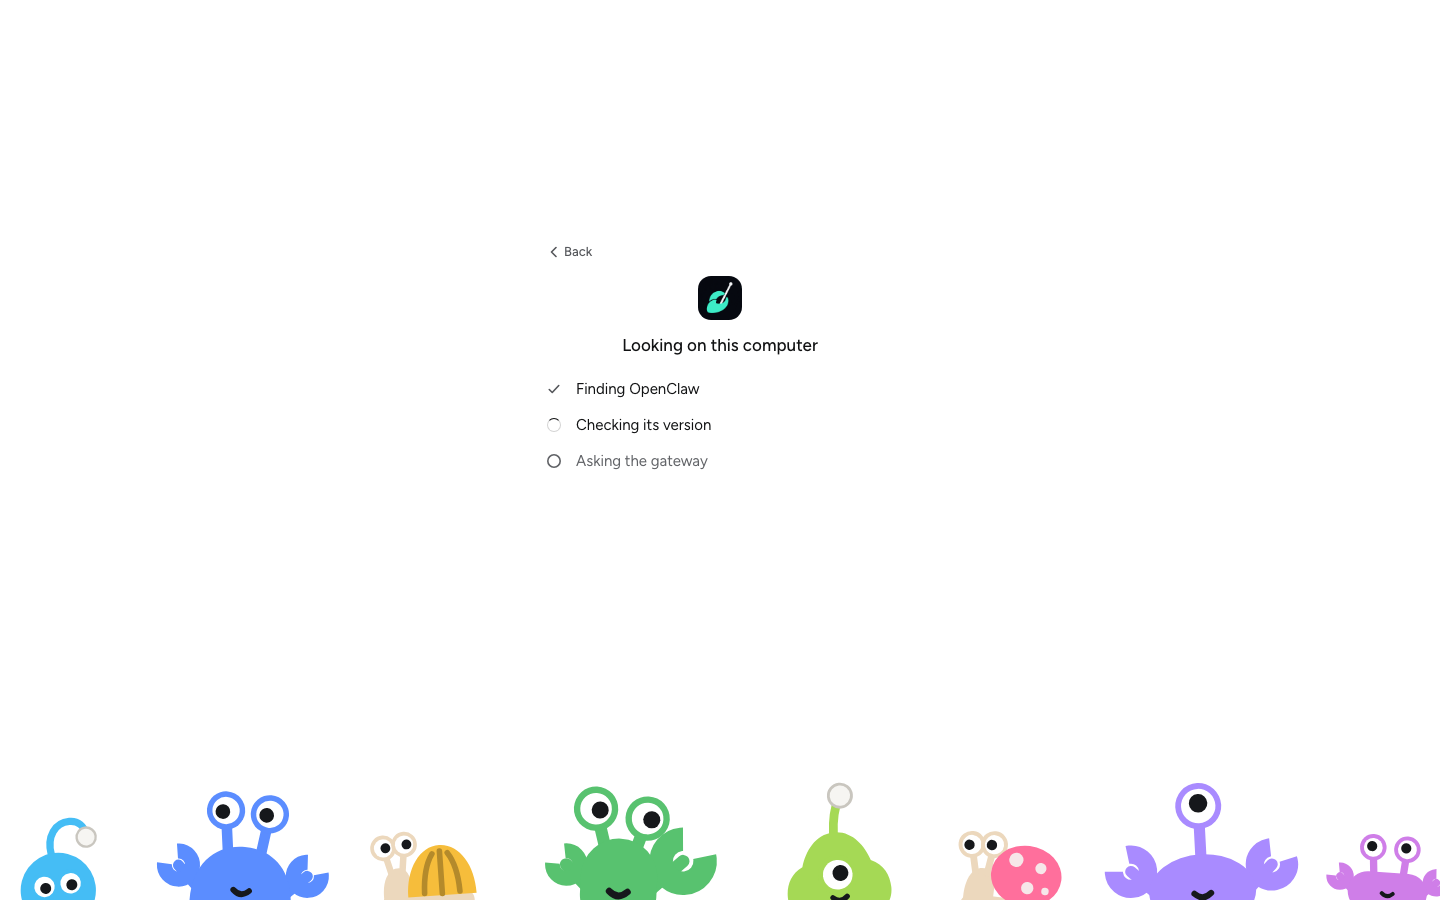 Back
Looking on this computer
Finding OpenClaw
Checking its version
Asking the gateway